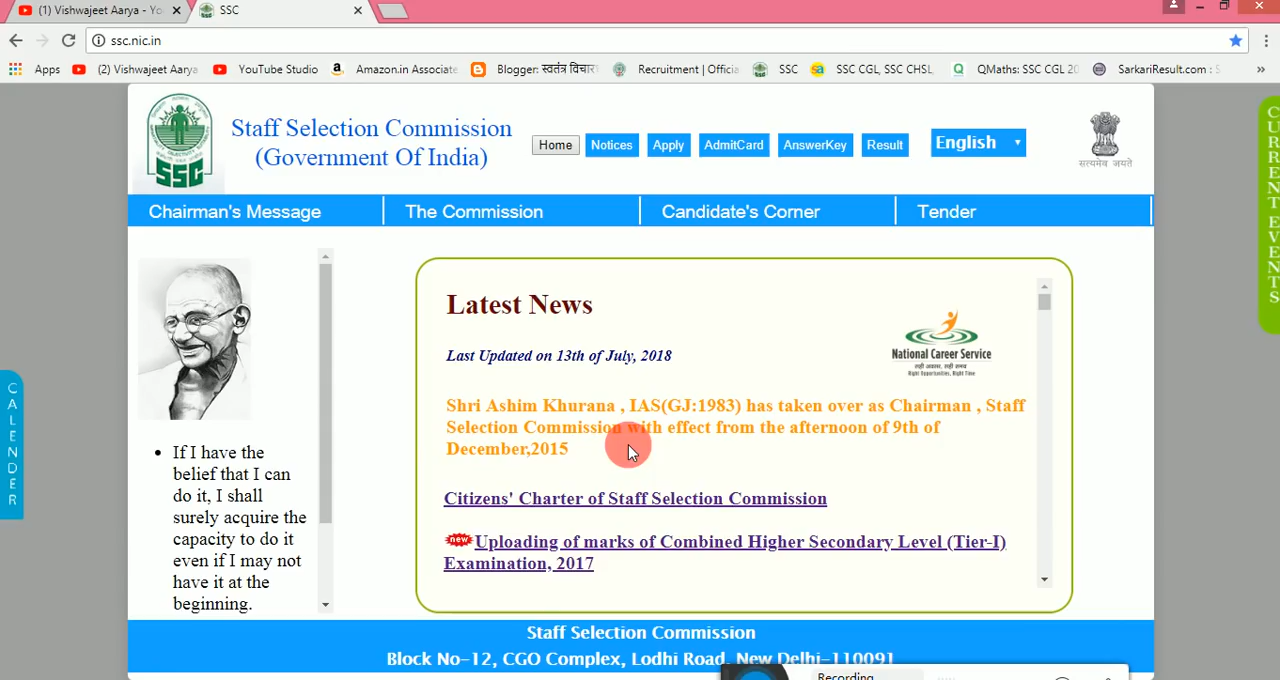 (1) Vishwajeet Aarya - Yo
SSC
ssc.nic.in
Apps
(2) Vishwajeet Aarya
YouTube Studio
Amazon.in Associate
Blogger: स्वतंत्र विचार
Recruitment | Officia
SSC
SSC CGL, SSC CHSL,
QMaths: SSC CGL 20
SarkariResult.com : S
»
SSC
Staff Selection Commission
(Government Of India)
Home
Notices
Apply
AdmitCard
AnswerKey
Result
English
सत्यमेव जयते
Chairman's Message
The Commission
Candidate's Corner
Tender
CURRENT EVENTS
CALENDER
• If I have the
belief that I can
do it, I shall
surely acquire the
capacity to do it
even if I may not
have it at the
beginning.
Latest News
Last Updated on 13th of July, 2018
National Career Service
Right Opportunities, Right Time
Shri Ashim Khurana , IAS(GJ:1983) has taken over as Chairman , Staff
Selection Commission with effect from the afternoon of 9th of
December,2015
Citizens' Charter of Staff Selection Commission
new Uploading of marks of Combined Higher Secondary Level (Tier-I)
Examination, 2017
Staff Selection Commission
Block No-12, CGO Complex, Lodhi Road, New Delhi-110091
Recording